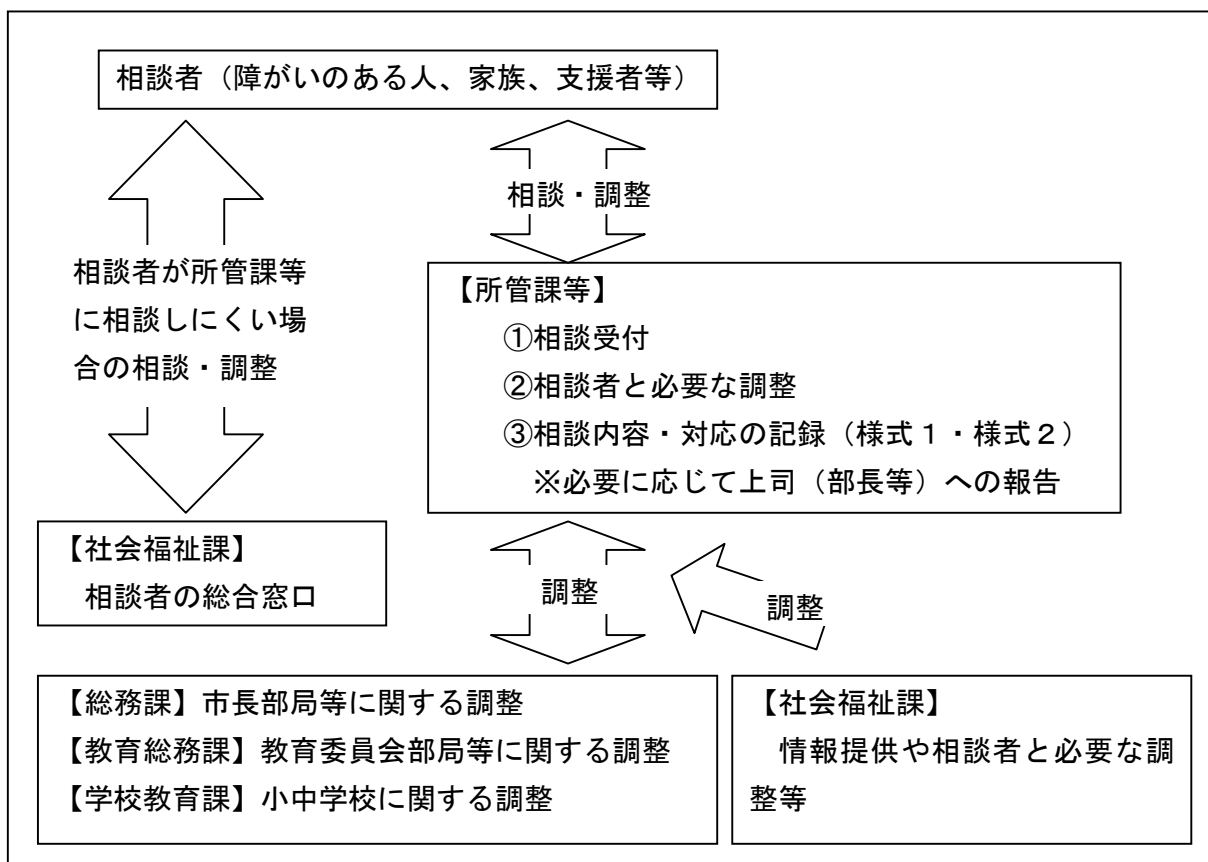 相談者（障がいのある人、家族、支援者等）
相談・調整
相談者が所管課等
に相談しにくい場
合の相談・調整
【所管課等】
①相談受付
②相談者と必要な調整
③相談内容・対応の記録（様式１・様式２）
※必要に応じて上司（部長等）への報告
【社会福祉課】
相談者の総合窓口
調整
調整
【総務課】市長部局等に関する調整
【教育総務課】教育委員会部局等に関する調整
【学校教育課】小中学校に関する調整
【社会福祉課】
情報提供や相談者と必要な調
整等